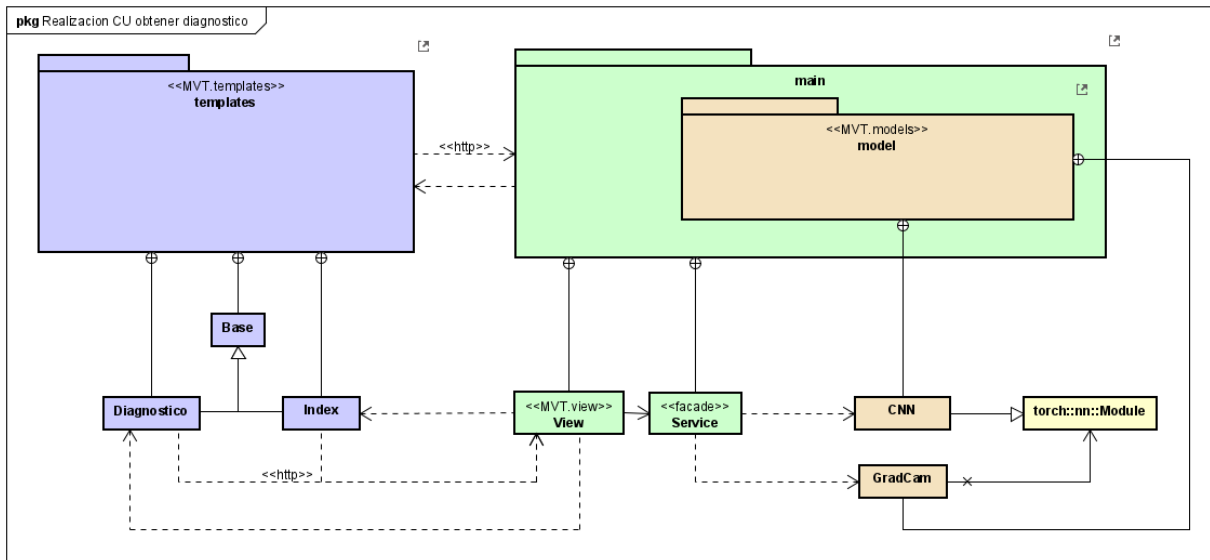 pkg Realizacion CU obtener diagnostico
<<MVT.templates>>
templates
main
<<MVT.models>>
model
<<http>>
Base
Diagnostico
Index
<<MVT.view>>
View
<<facade>>
Service
CNN
torch::nn::Module
<<http>>
GradCam